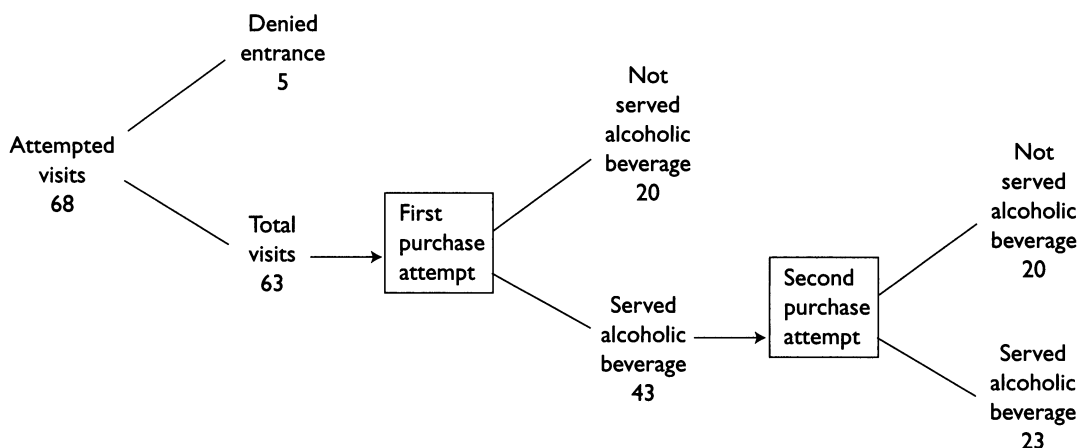 Denied
entrance
5
Attempted
visits
68
Total
visits
63
First
purchase
attempt
Not
served
alcoholic
beverage
20
Served
alcoholic
beverage
43
Second
purchase
attempt
Not
served
alcoholic
beverage
20
Served
alcoholic
beverage
23